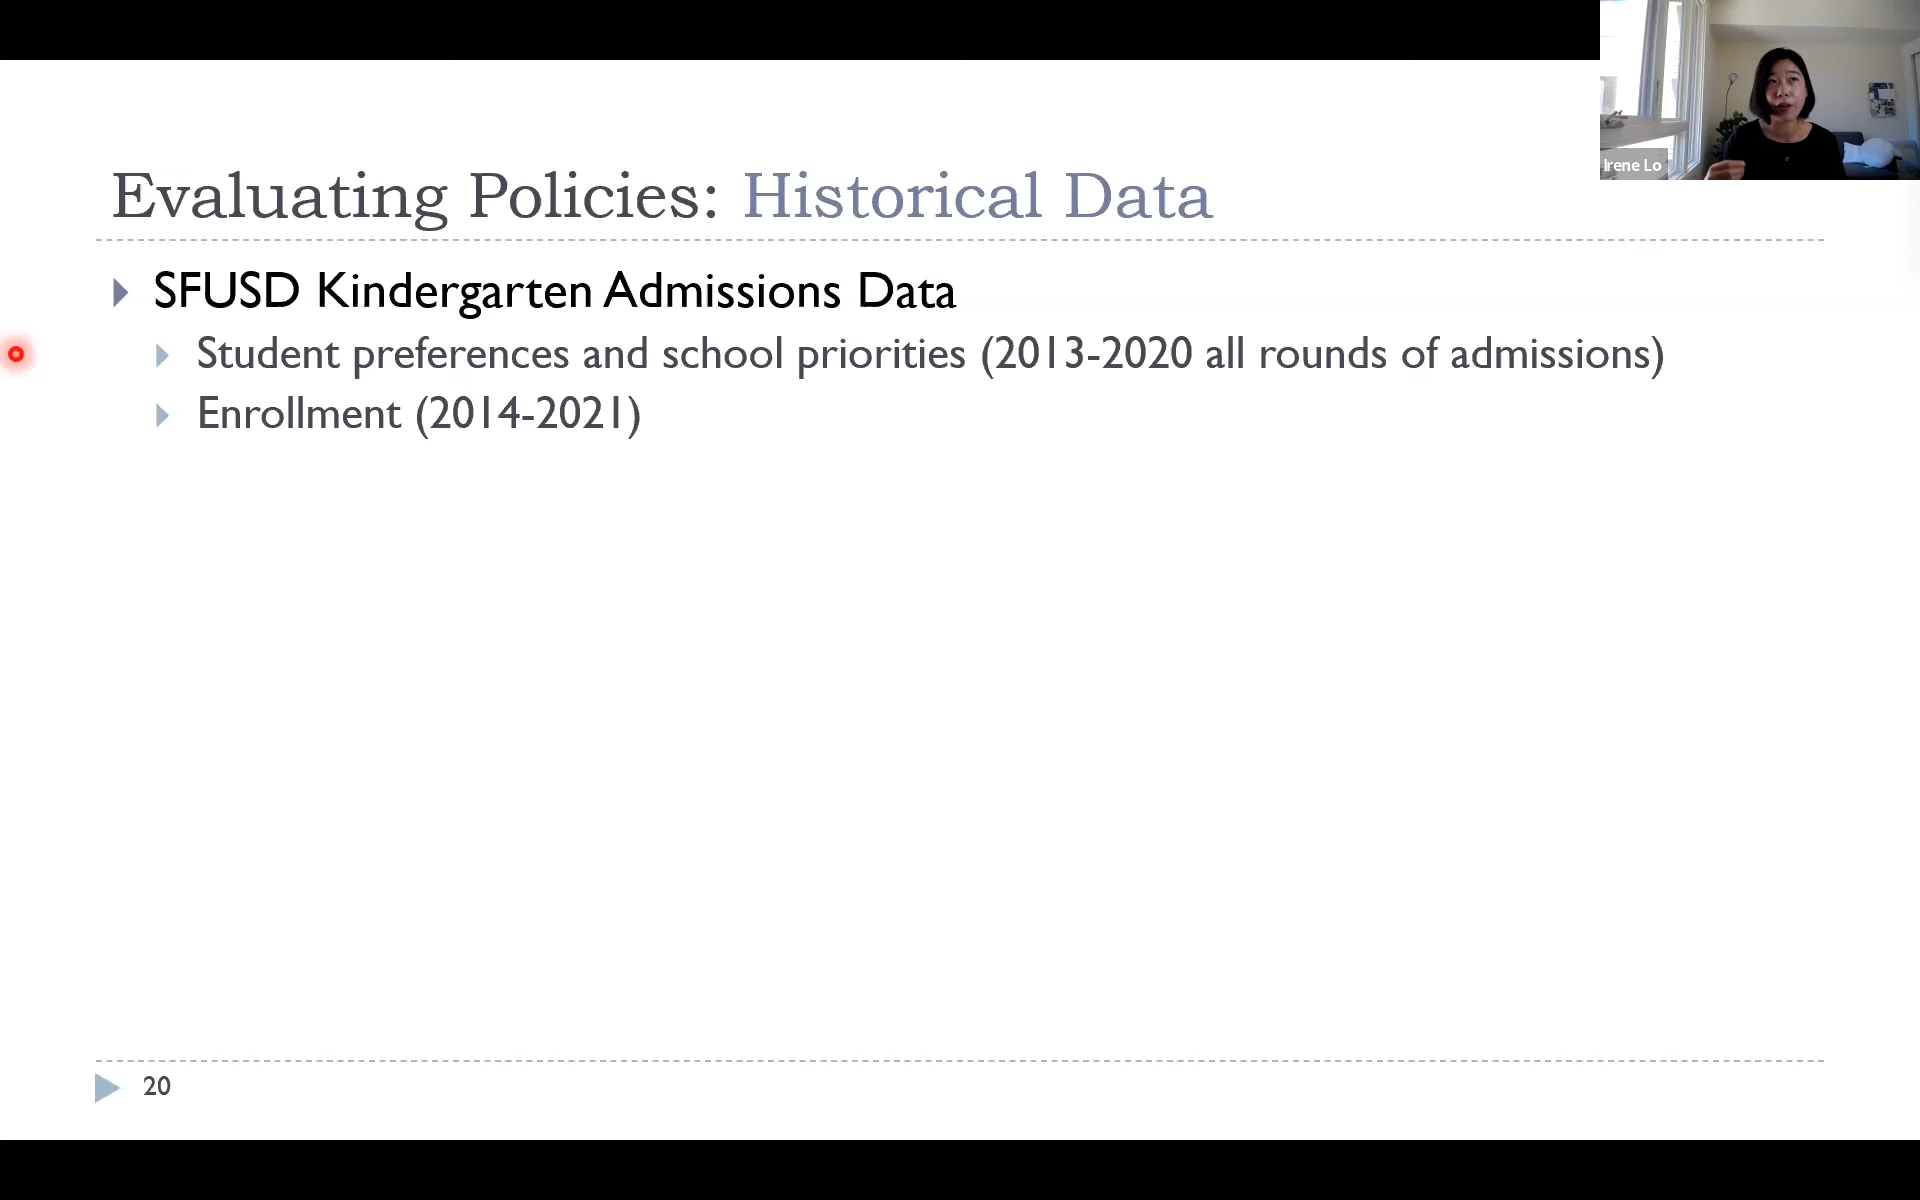 Irene Lo
Evaluating Policies: Historical Data
SFUSD Kindergarten Admissions Data
Student preferences and school priorities (2013-2020 all rounds of admissions)
Enrollment (2014-2021)
20